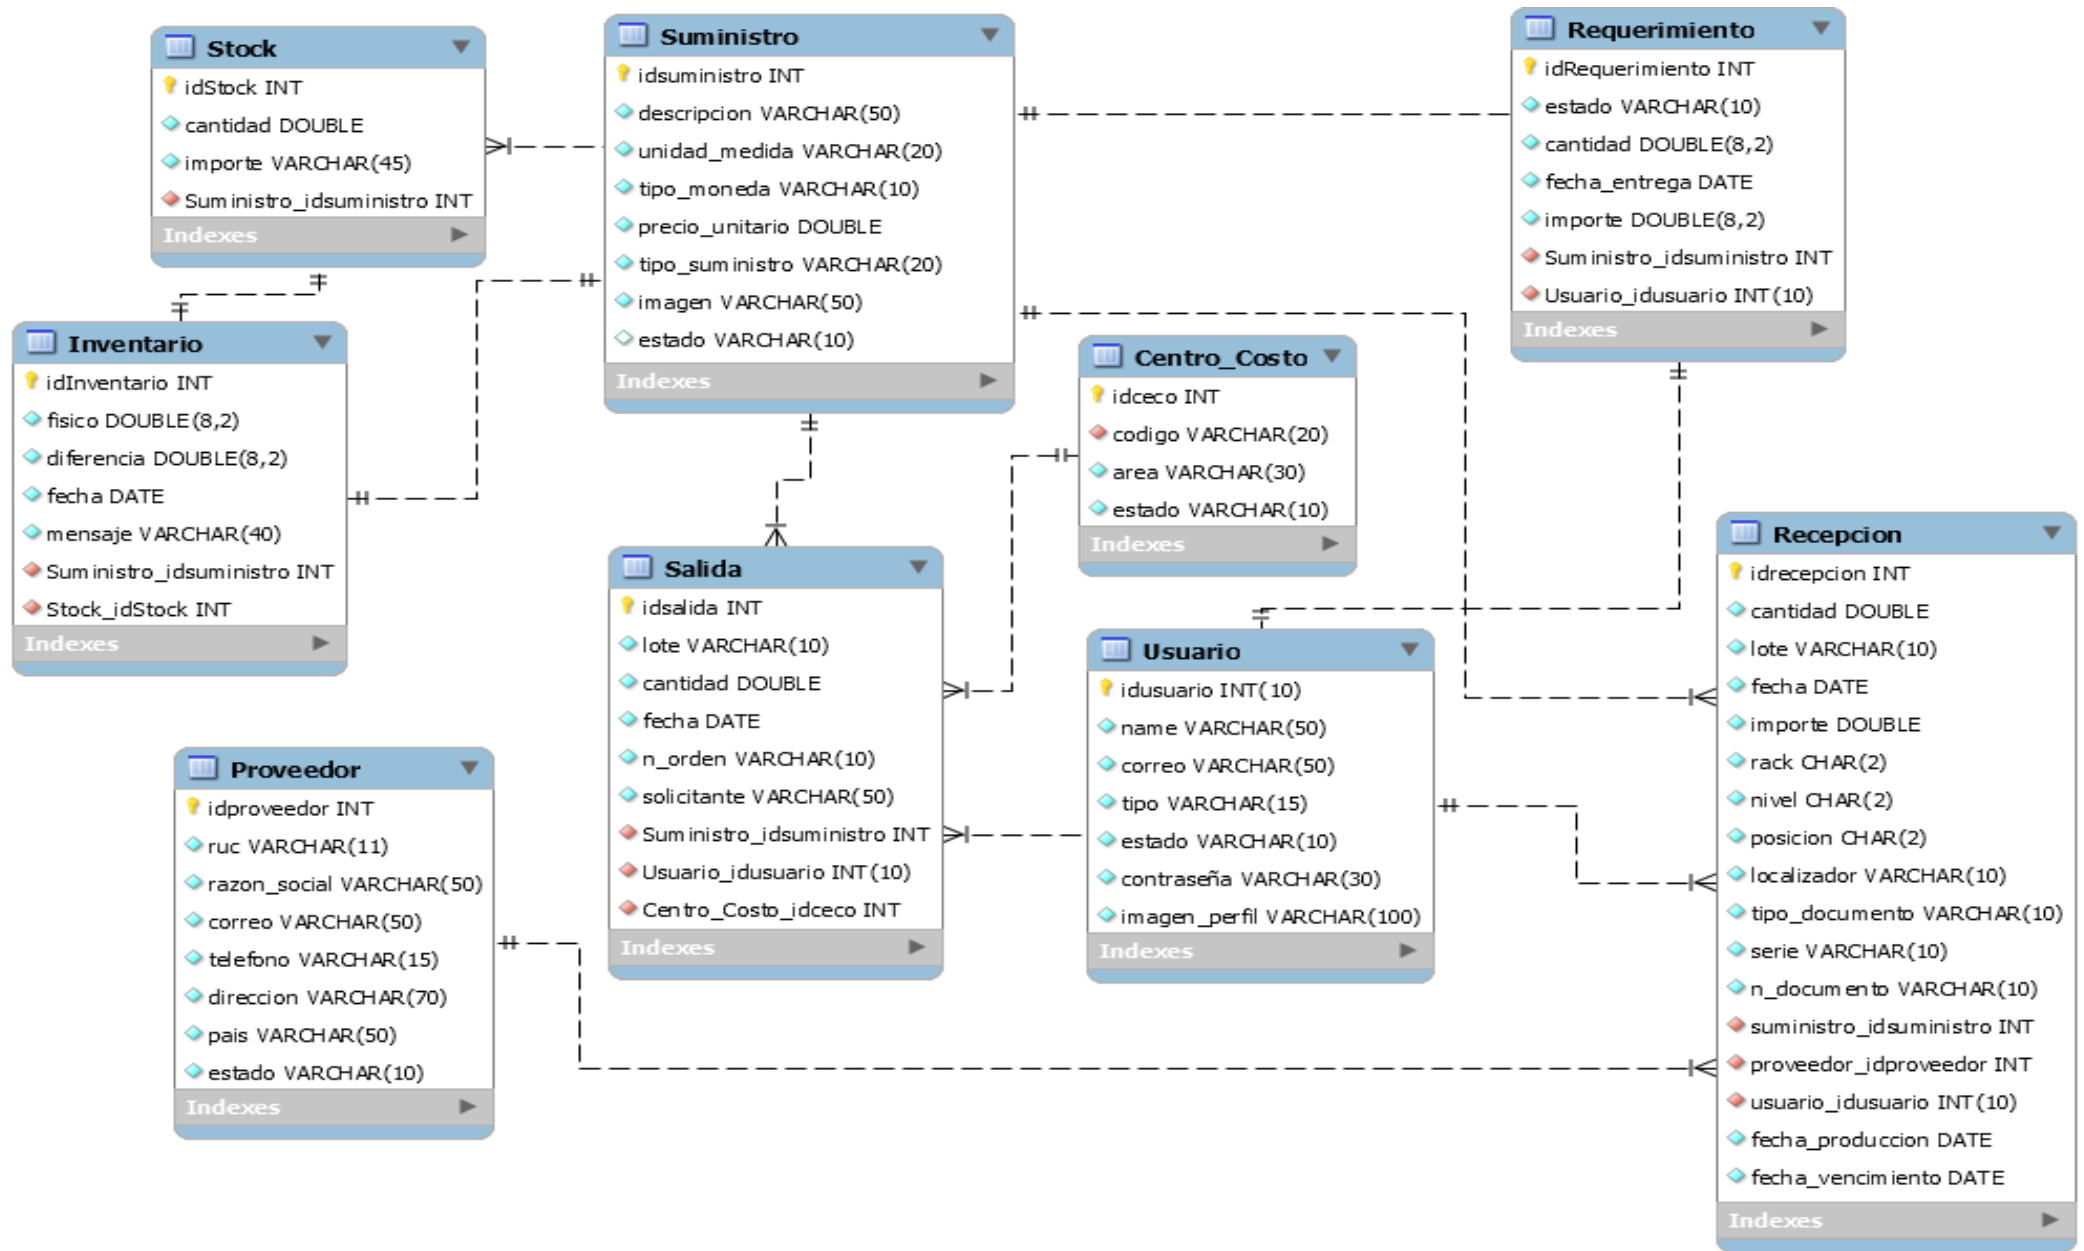 Stock
idStock INT
cantidad DOUBLE
importe VARCHAR(45)
Suministro_idsuministro INT
Indexes
Suministro
idsuministro INT
descripcion VARCHAR(50)
unidad_medida VARCHAR(20)
tipo_moneda VARCHAR(10)
precio_unitario DOUBLE
tipo_suministro VARCHAR(20)
imagen VARCHAR(50)
estado VARCHAR(10)
Indexes
Requerimiento
idRequerimiento INT
estado VARCHAR(10)
cantidad DOUBLE(8,2)
fecha_entrega DATE
importe DOUBLE(8,2)
Suministro_idsuministro INT
Usuario_idusuario INT(10)
Indexes
Inventario
idInventario INT
fisico DOUBLE(8,2)
diferencia DOUBLE(8,2)
fecha DATE
mensaje VARCHAR(40)
Suministro_idsuministro INT
Stock_idStock INT
Indexes
Centro_Costo
idceco INT
codigo VARCHAR(20)
area VARCHAR(30)
estado VARCHAR(10)
Indexes
Salida
idsalida INT
lote VARCHAR(10)
cantidad DOUBLE
fecha DATE
n_orden VARCHAR(10)
solicitante VARCHAR(50)
Suministro_idsuministro INT
Usuario_idusuario INT(10)
Centro_Costo_idceco INT
Indexes
Usuario
idusuario INT(10)
name VARCHAR(50)
correo VARCHAR(50)
tipo VARCHAR(15)
estado VARCHAR(10)
contraseña VARCHAR(30)
imagen_perfil VARCHAR(100)
Indexes
Recepcion
idrecepcion INT
cantidad DOUBLE
lote VARCHAR(10)
fecha DATE
importe DOUBLE
rack CHAR(2)
nivel CHAR(2)
posicion CHAR(2)
localizador VARCHAR(10)
tipo_documento VARCHAR(10)
serie VARCHAR(10)
n_documento VARCHAR(10)
suministro_idsuministro INT
proveedor_idproveedor INT
usuario_idusuario INT(10)
fecha_produccion DATE
fecha_vencimiento DATE
Indexes
Proveedor
idproveedor INT
ruc VARCHAR(11)
razon_social VARCHAR(50)
correo VARCHAR(50)
telefono VARCHAR(15)
direccion VARCHAR(70)
pais VARCHAR(50)
estado VARCHAR(10)
Indexes